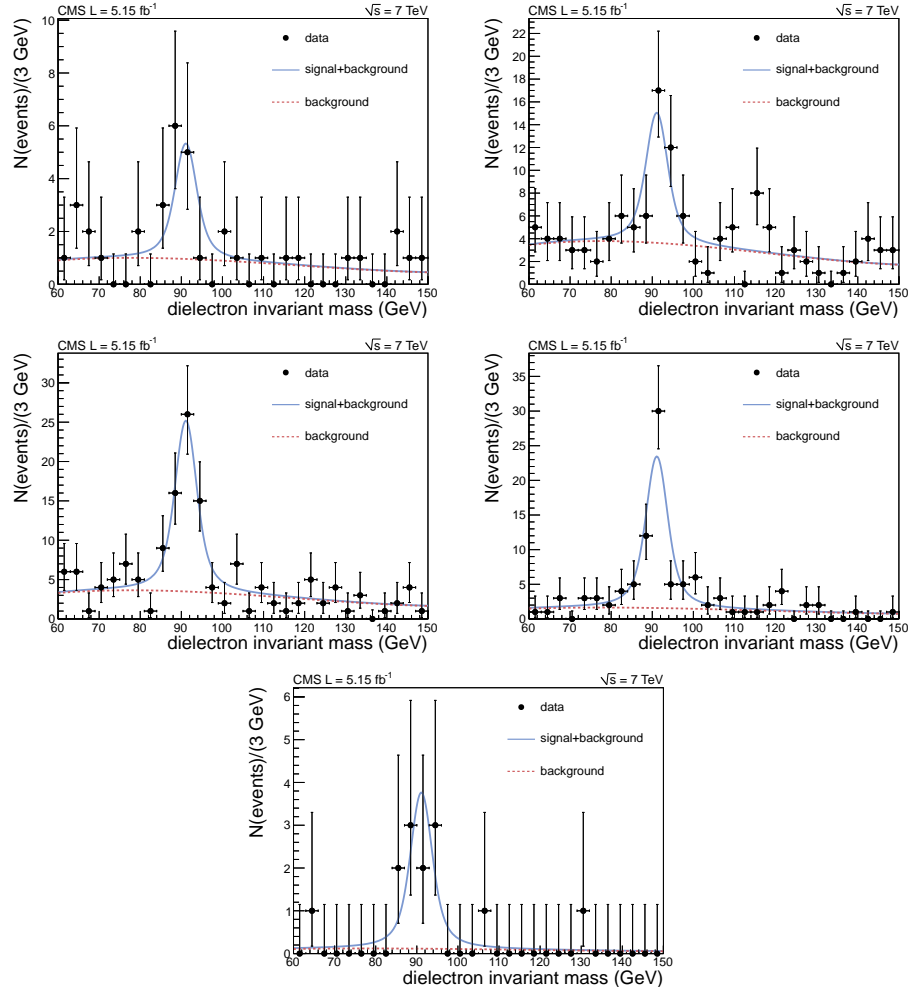 CMS L = 5.15 fb⁻¹ √s = 7 TeV
N(events)/(3 GeV)
data
signal+background
background
10
8
6
4
2
0
60 70 80 90 100 110 120 130 140 150
dielectron invariant mass (GeV)
CMS L = 5.15 fb⁻¹ √s = 7 TeV
N(events)/(3 GeV)
data
signal+background
background
22
20
18
16
14
12
10
8
6
4
2
0
60 70 80 90 100 110 120 130 140 150
dielectron invariant mass (GeV)
CMS L = 5.15 fb⁻¹ √s = 7 TeV
N(events)/(3 GeV)
data
signal+background
background
30
25
20
15
10
5
0
60 70 80 90 100 110 120 130 140 150
dielectron invariant mass (GeV)
CMS L = 5.15 fb⁻¹ √s = 7 TeV
N(events)/(3 GeV)
data
signal+background
background
35
30
25
20
15
10
5
0
60 70 80 90 100 110 120 130 140 150
dielectron invariant mass (GeV)
CMS L = 5.15 fb⁻¹ √s = 7 TeV
N(events)/(3 GeV)
data
signal+background
background
6
5
4
3
2
1
0
60 70 80 90 100 110 120 130 140 150
dielectron invariant mass (GeV)